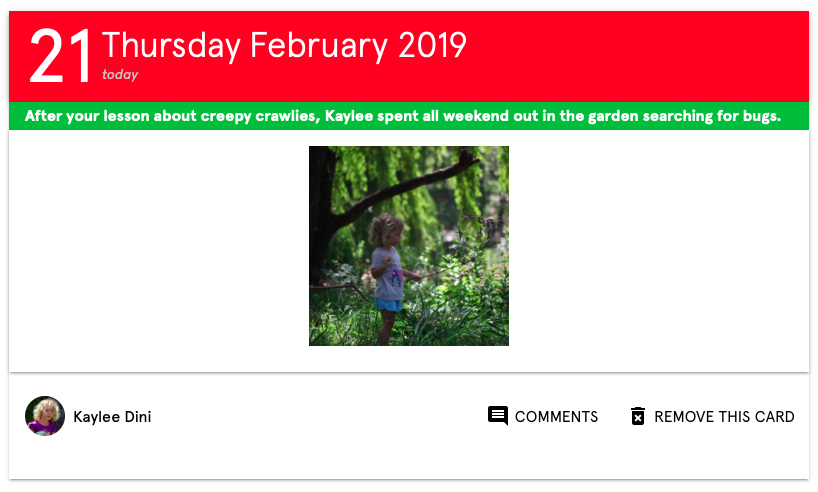 21 Thursday February 2019
today
After your lesson about creepy crawlies, Kaylee spent all weekend out in the garden searching for bugs.
Kaylee Dini
COMMENTS
REMOVE THIS CARD